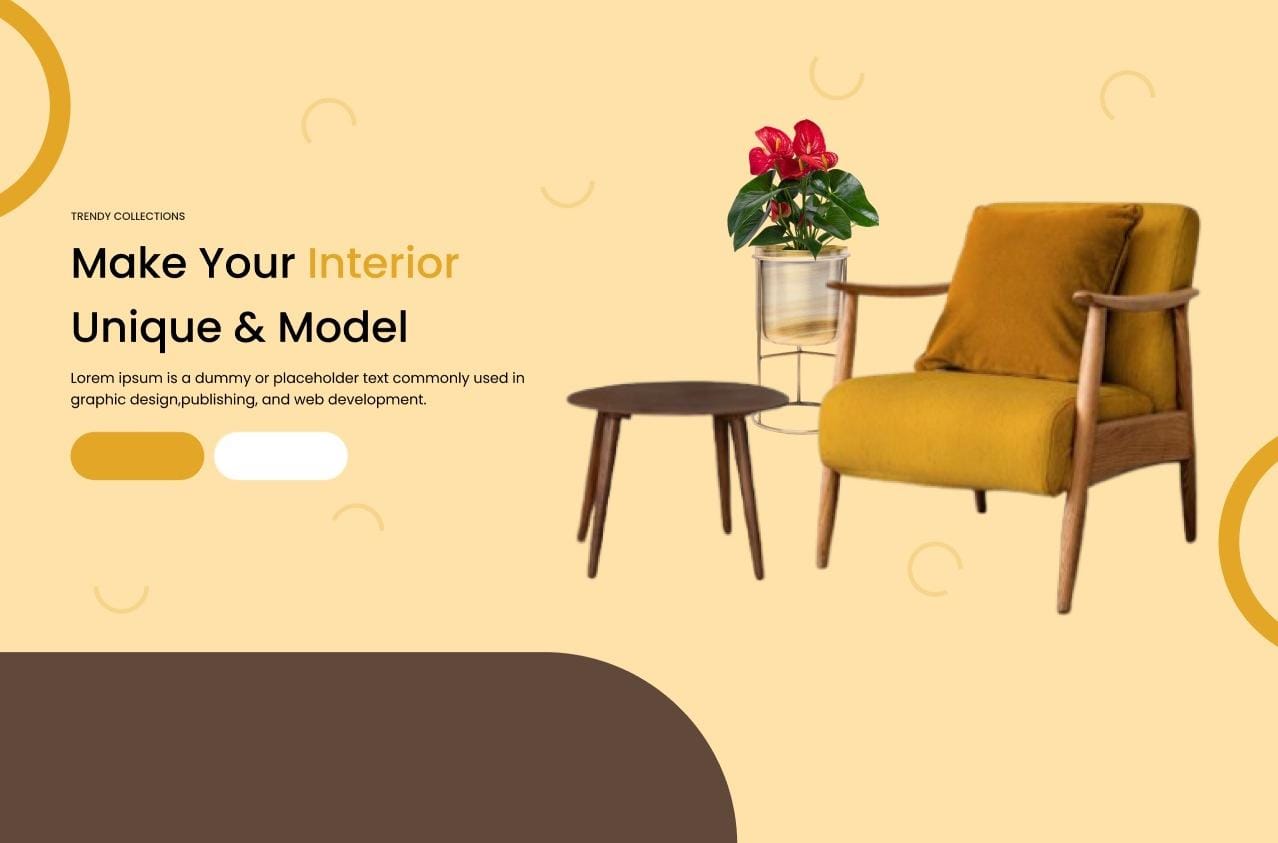 TRENDY COLLECTIONS
Make Your Interior
Unique & Model
Lorem ipsum is a dummy or placeholder text commonly used in
graphic design,publishing, and web development.